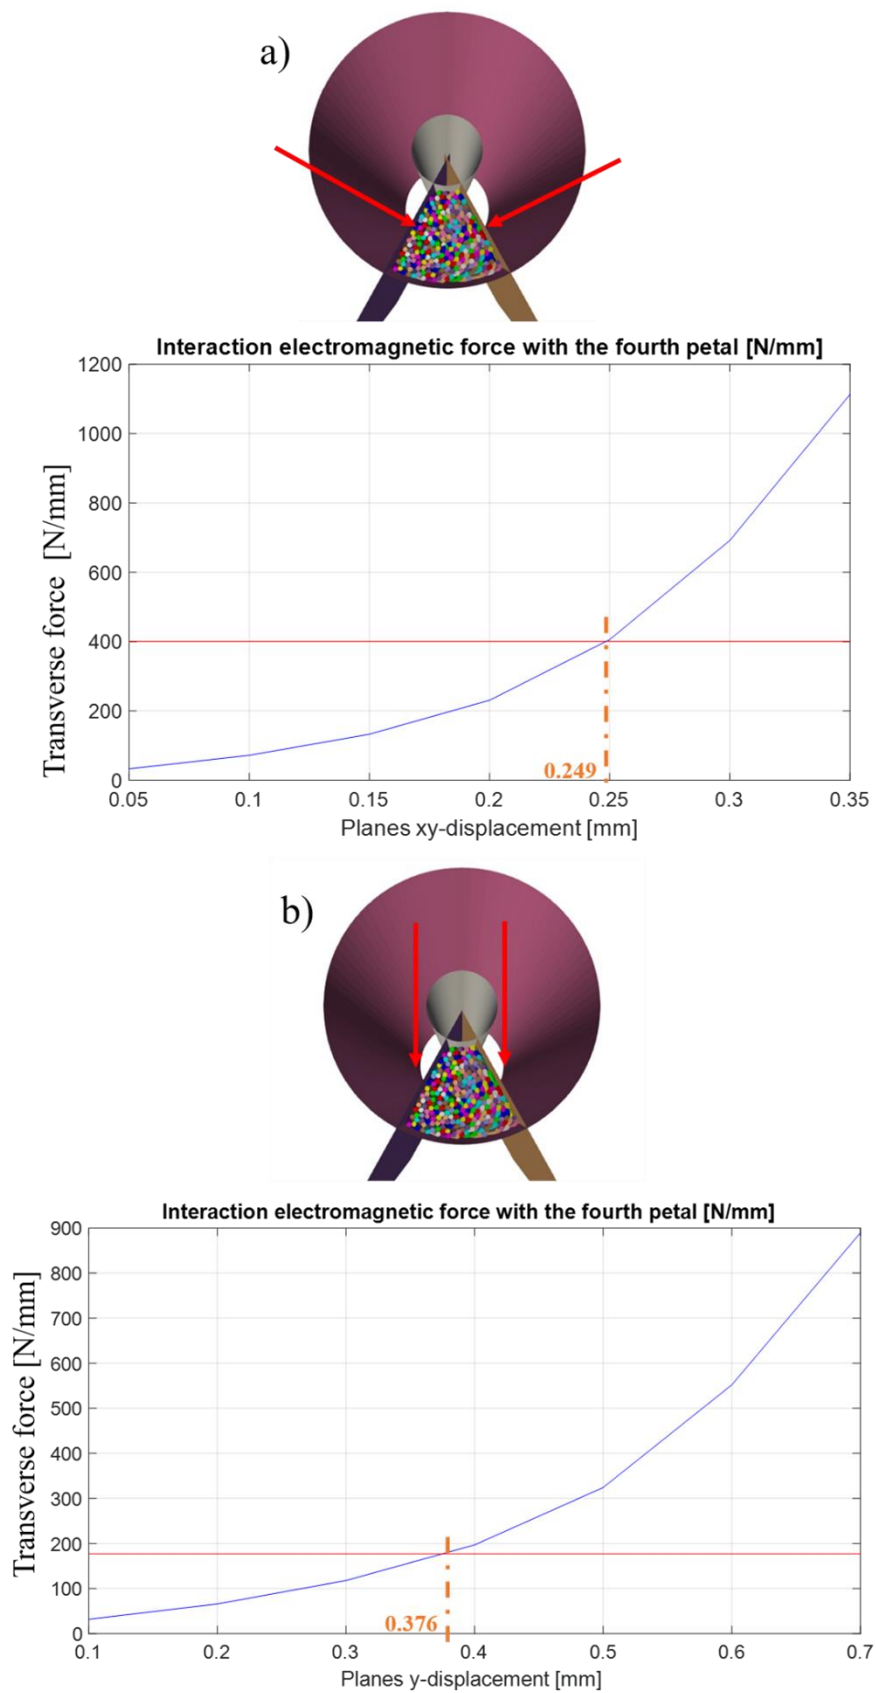 a)
Interaction electromagnetic force with the fourth petal [N/mm]
Transverse force [N/mm]
1200
1000
800
600
400
200
0
0.249
0.05 0.1 0.15 0.2 0.25 0.3 0.35
Planes xy-displacement [mm]
b)
Interaction electromagnetic force with the fourth petal [N/mm]
Transverse force [N/mm]
900
800
700
600
500
400
300
200
100
0
0.376
0.1 0.2 0.3 0.4 0.5 0.6 0.7
Planes y-displacement [mm]